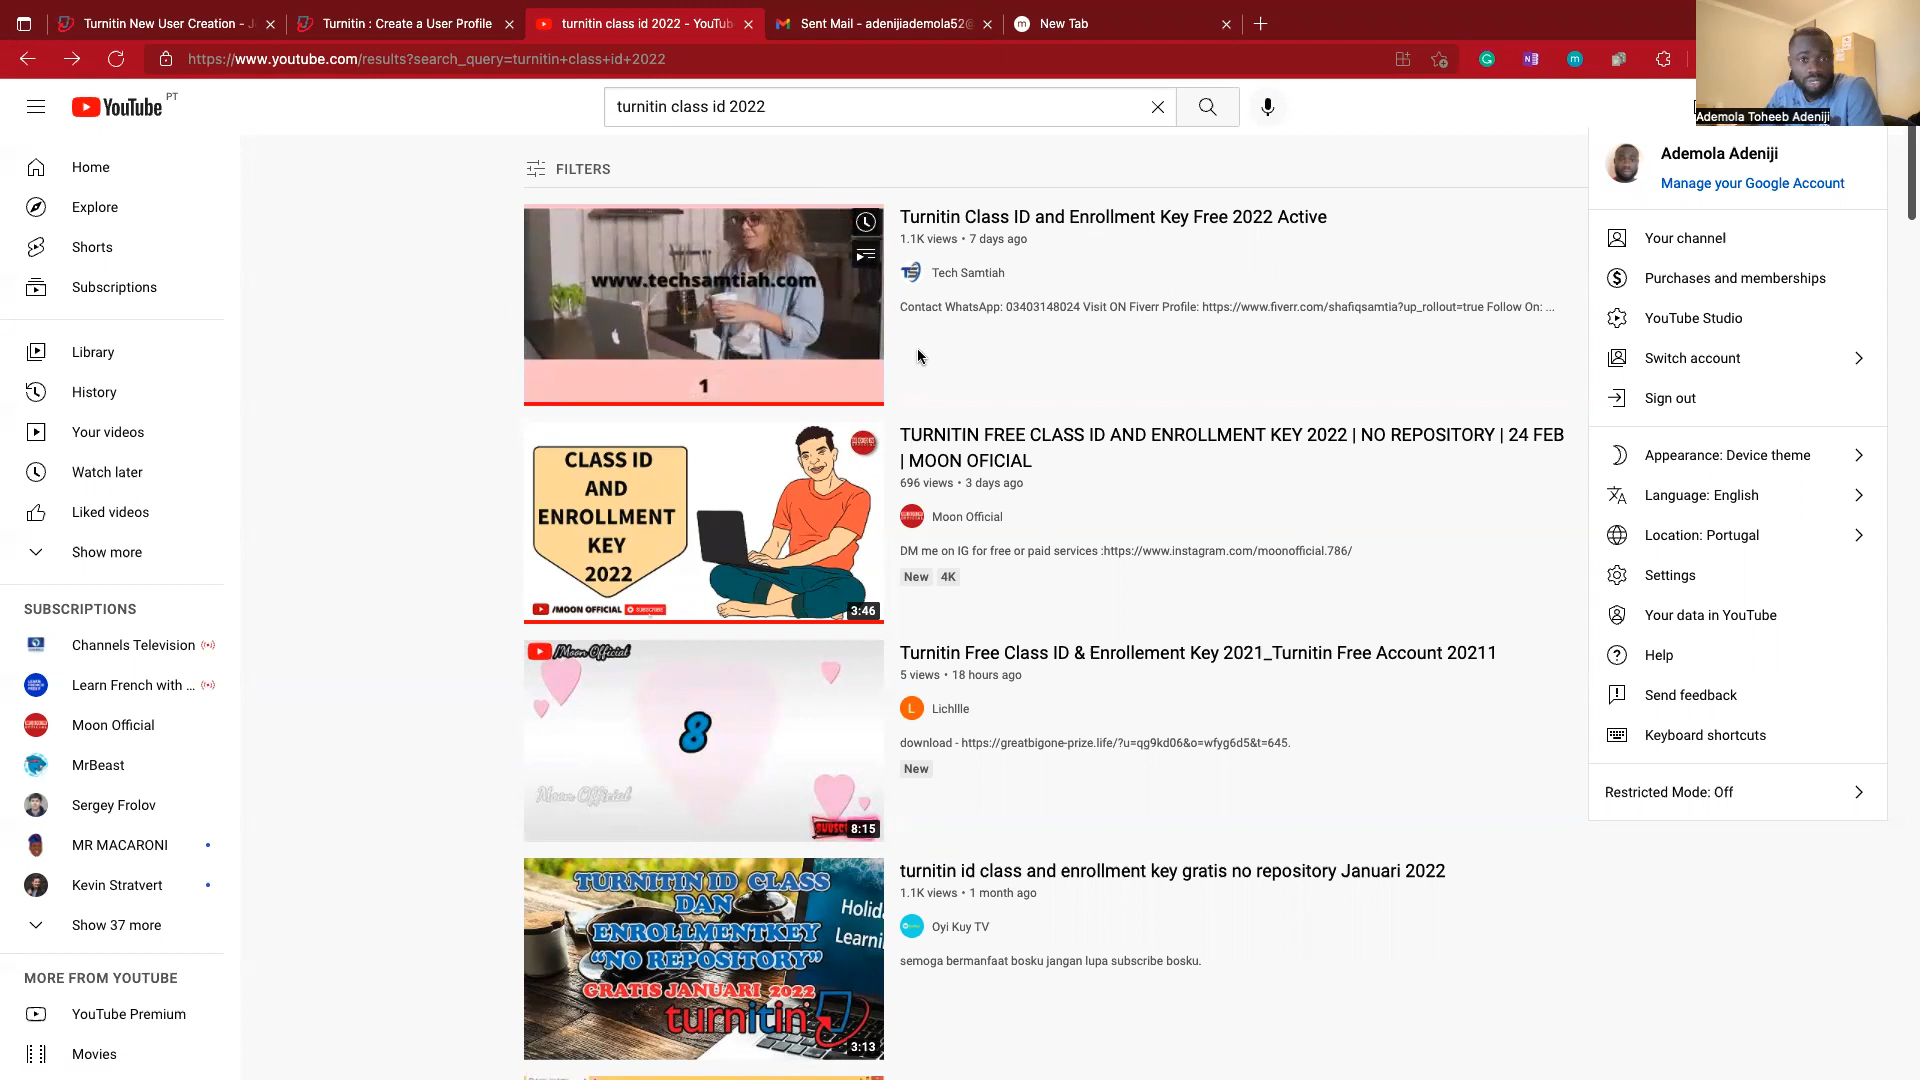 Turnitin New User Creation - J
Turnitin : Create a User Profile
turnitin class id 2022 - YouTub
Sent Mail - adenijiademola52@
New Tab
https://www.youtube.com/results?search_query=turnitin+class+id+2022
YouTube PT
turnitin class id 2022
Ademola Toheeb Adeniji
Home
Explore
Shorts
Subscriptions
Library
History
Your videos
Watch later
Liked videos
Show more
SUBSCRIPTIONS
Channels Television
Learn French with ...
Moon Official
MrBeast
Sergey Frolov
MR MACARONI
Kevin Stratvert
Show 37 more
MORE FROM YOUTUBE
YouTube Premium
Movies
FILTERS
www.techsamtiah.com
1
Turnitin Class ID and Enrollment Key Free 2022 Active
1.1K views • 7 days ago
Tech Samtiah
Contact WhatsApp: 03403148024 Visit ON Fiverr Profile: https://www.fiverr.com/shafiqsamtia?up_rollout=true Follow On: ...
CLASS ID
AND
ENROLLMENT
KEY
2022
/MOON OFFICIAL SUBSCRIBE
3:46
TURNITIN FREE CLASS ID AND ENROLLMENT KEY 2022 | NO REPOSITORY | 24 FEB
| MOON OFICIAL
696 views • 3 days ago
Moon Official
DM me on IG for free or paid services :https://www.instagram.com/moonofficial.786/
New 4K
/Moon Official
8
Moon Official
8:15
Turnitin Free Class ID & Enrollement Key 2021_Turnitin Free Account 20211
5 views • 18 hours ago
L Lichllle
download - https://greatbigone-prize.life/?u=qg9kd06&o=wfyg6d5&t=645.
New
TURNITIN ID CLASS
DAN
ENROLLMENTKEY
"NO REPOSITORY"
GRATIS JANUARI 2022
turnitin
3:13
turnitin id class and enrollment key gratis no repository Januari 2022
1.1K views • 1 month ago
Oyi Kuy TV
semoga bermanfaat bosku jangan lupa subscribe bosku.
Ademola Adeniji
Manage your Google Account
Your channel
Purchases and memberships
YouTube Studio
Switch account
Sign out
Appearance: Device theme
Language: English
Location: Portugal
Settings
Your data in YouTube
Help
Send feedback
Keyboard shortcuts
Restricted Mode: Off